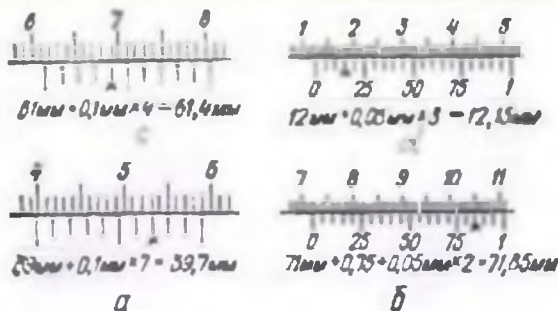 6 7 8
61мм + 0,1мм × 4 = 61,4мм
1 2 3 4 5
0 25 50 75 1
12мм + 0,05мм × 3 = 12,15мм
4 5 6
39мм + 0,1мм × 7 = 39,7мм
а
7 8 9 10 11
0 25 50 75 1
71мм + 0,75 + 0,05мм × 2 = 71,85мм
б